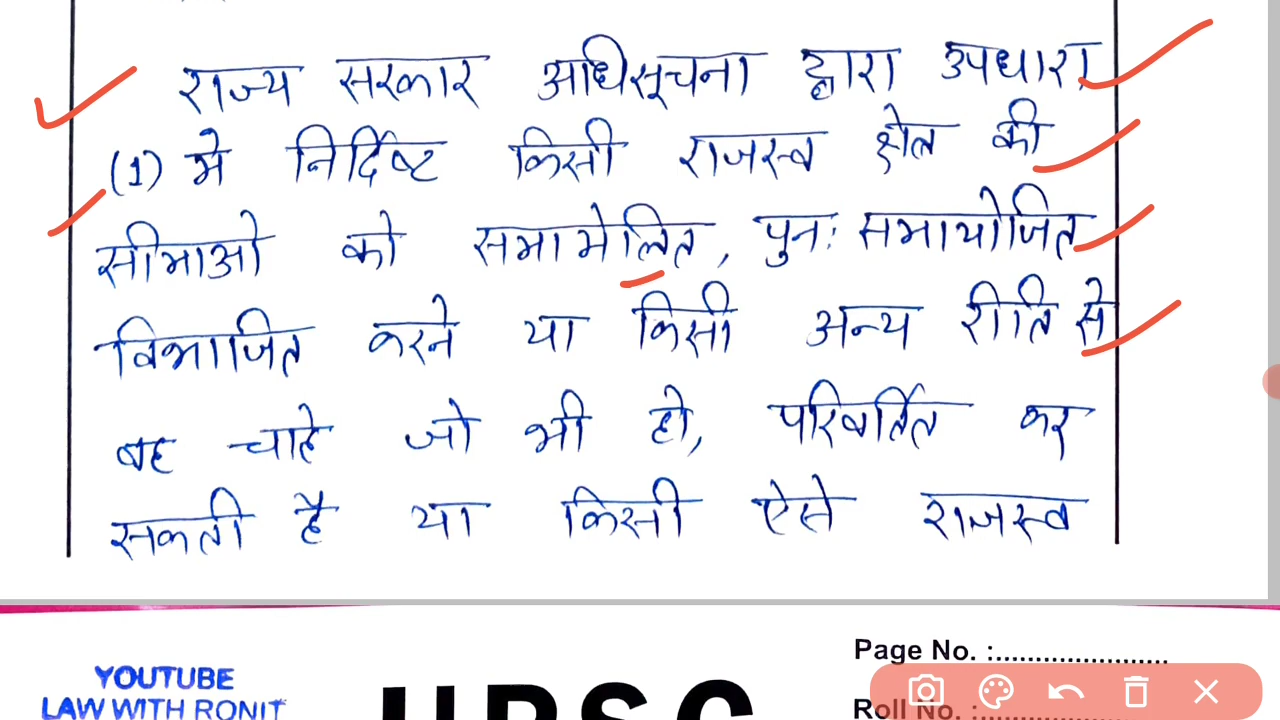 राज्य सरकार अधिसूचना द्वारा उपधारा
(1) मे निर्दिष्ट किसी राजस्व क्षेत्र की
सीमाओ को समामेलित, पुनः समायोजित
विभाजित करने या किसी अन्य रीति से
वह चाहे जो भी हो, परिवर्तित कर
सकती है या किसी ऐसे राजस्व
Page No. :......................
YOUTUBE
LAW WITH RONIT
UPSC
Roll No. :